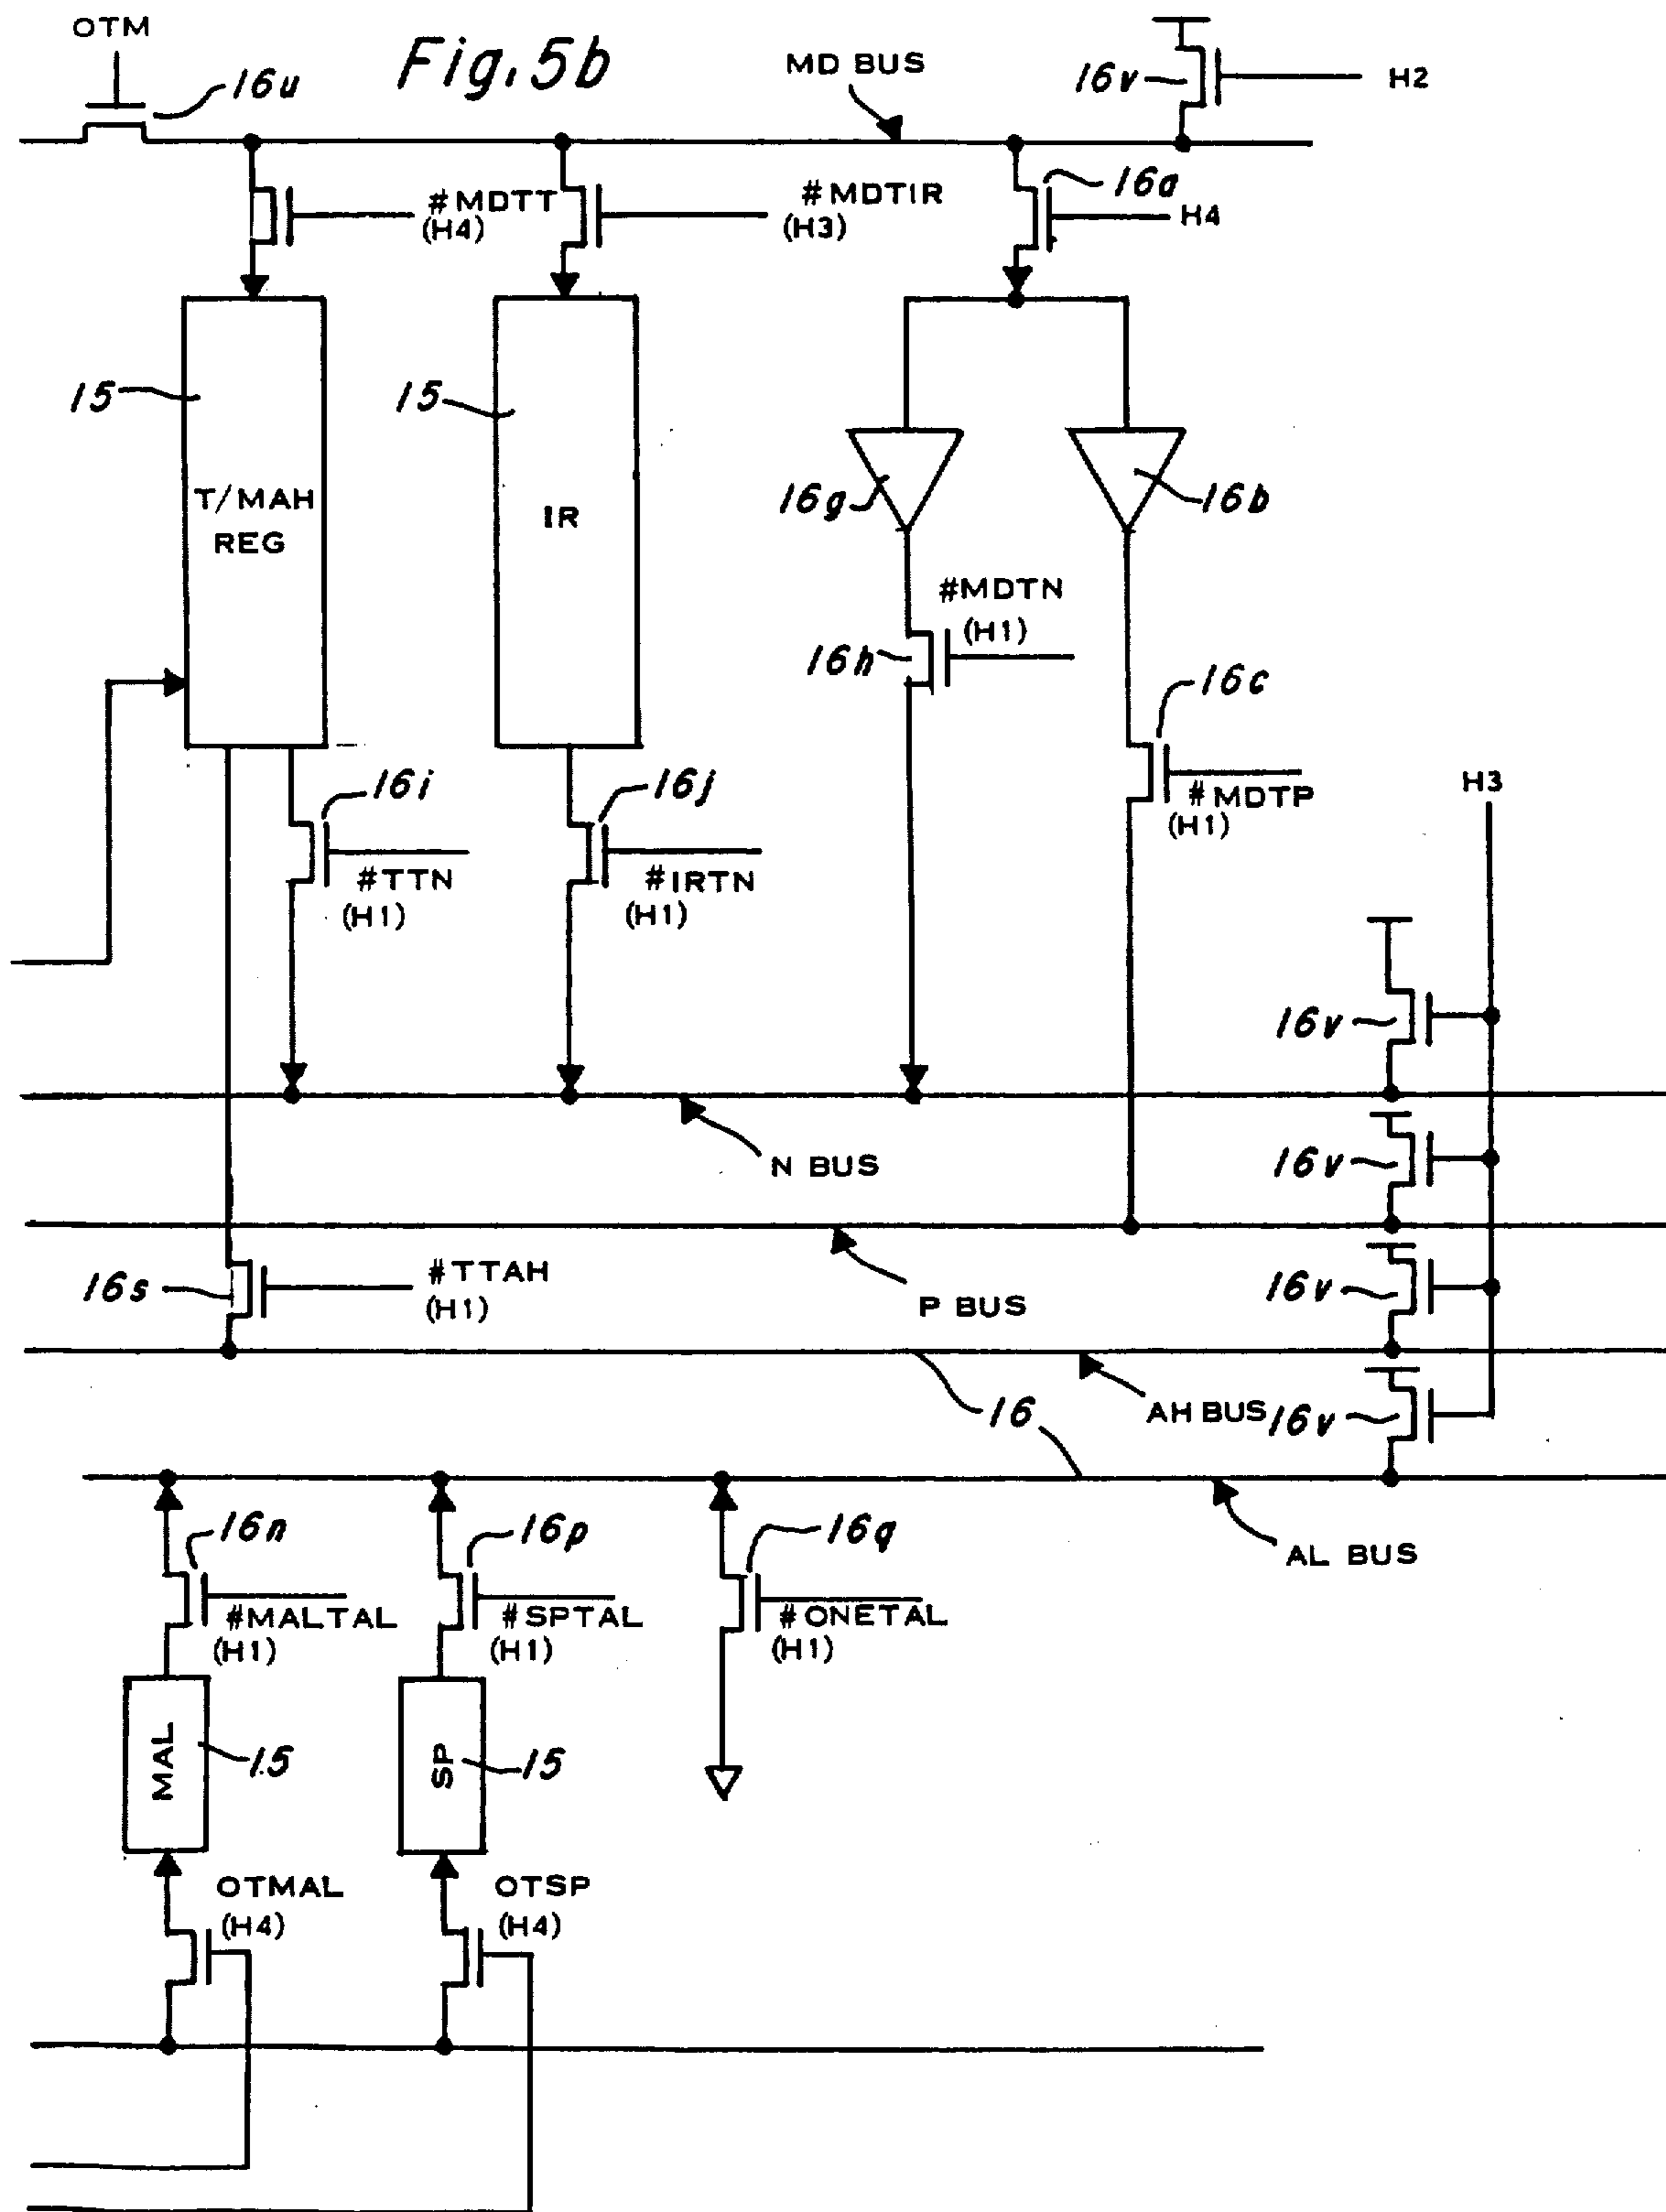 OTM
Fig. 5b
16u
MD BUS
16v
H2
#MDTT
(H4)
#MDTIR
(H3)
16a
H4
15
15
T/MAH
REG
IR
16g
16b
#MDTN
(H1)
16h
16c
#MDTP
(H1)
H3
16i
16j
#TTN
(H1)
#IRTN
(H1)
16v
N BUS
16v
16s
#TTAH
(H1)
P BUS
16v
16
AH BUS
16v
16n
16p
16q
AL BUS
#MALTAL
(H1)
#SPTAL
(H1)
#ONETAL
(H1)
MAL
15
SP
15
OTMAL
(H4)
OTSP
(H4)